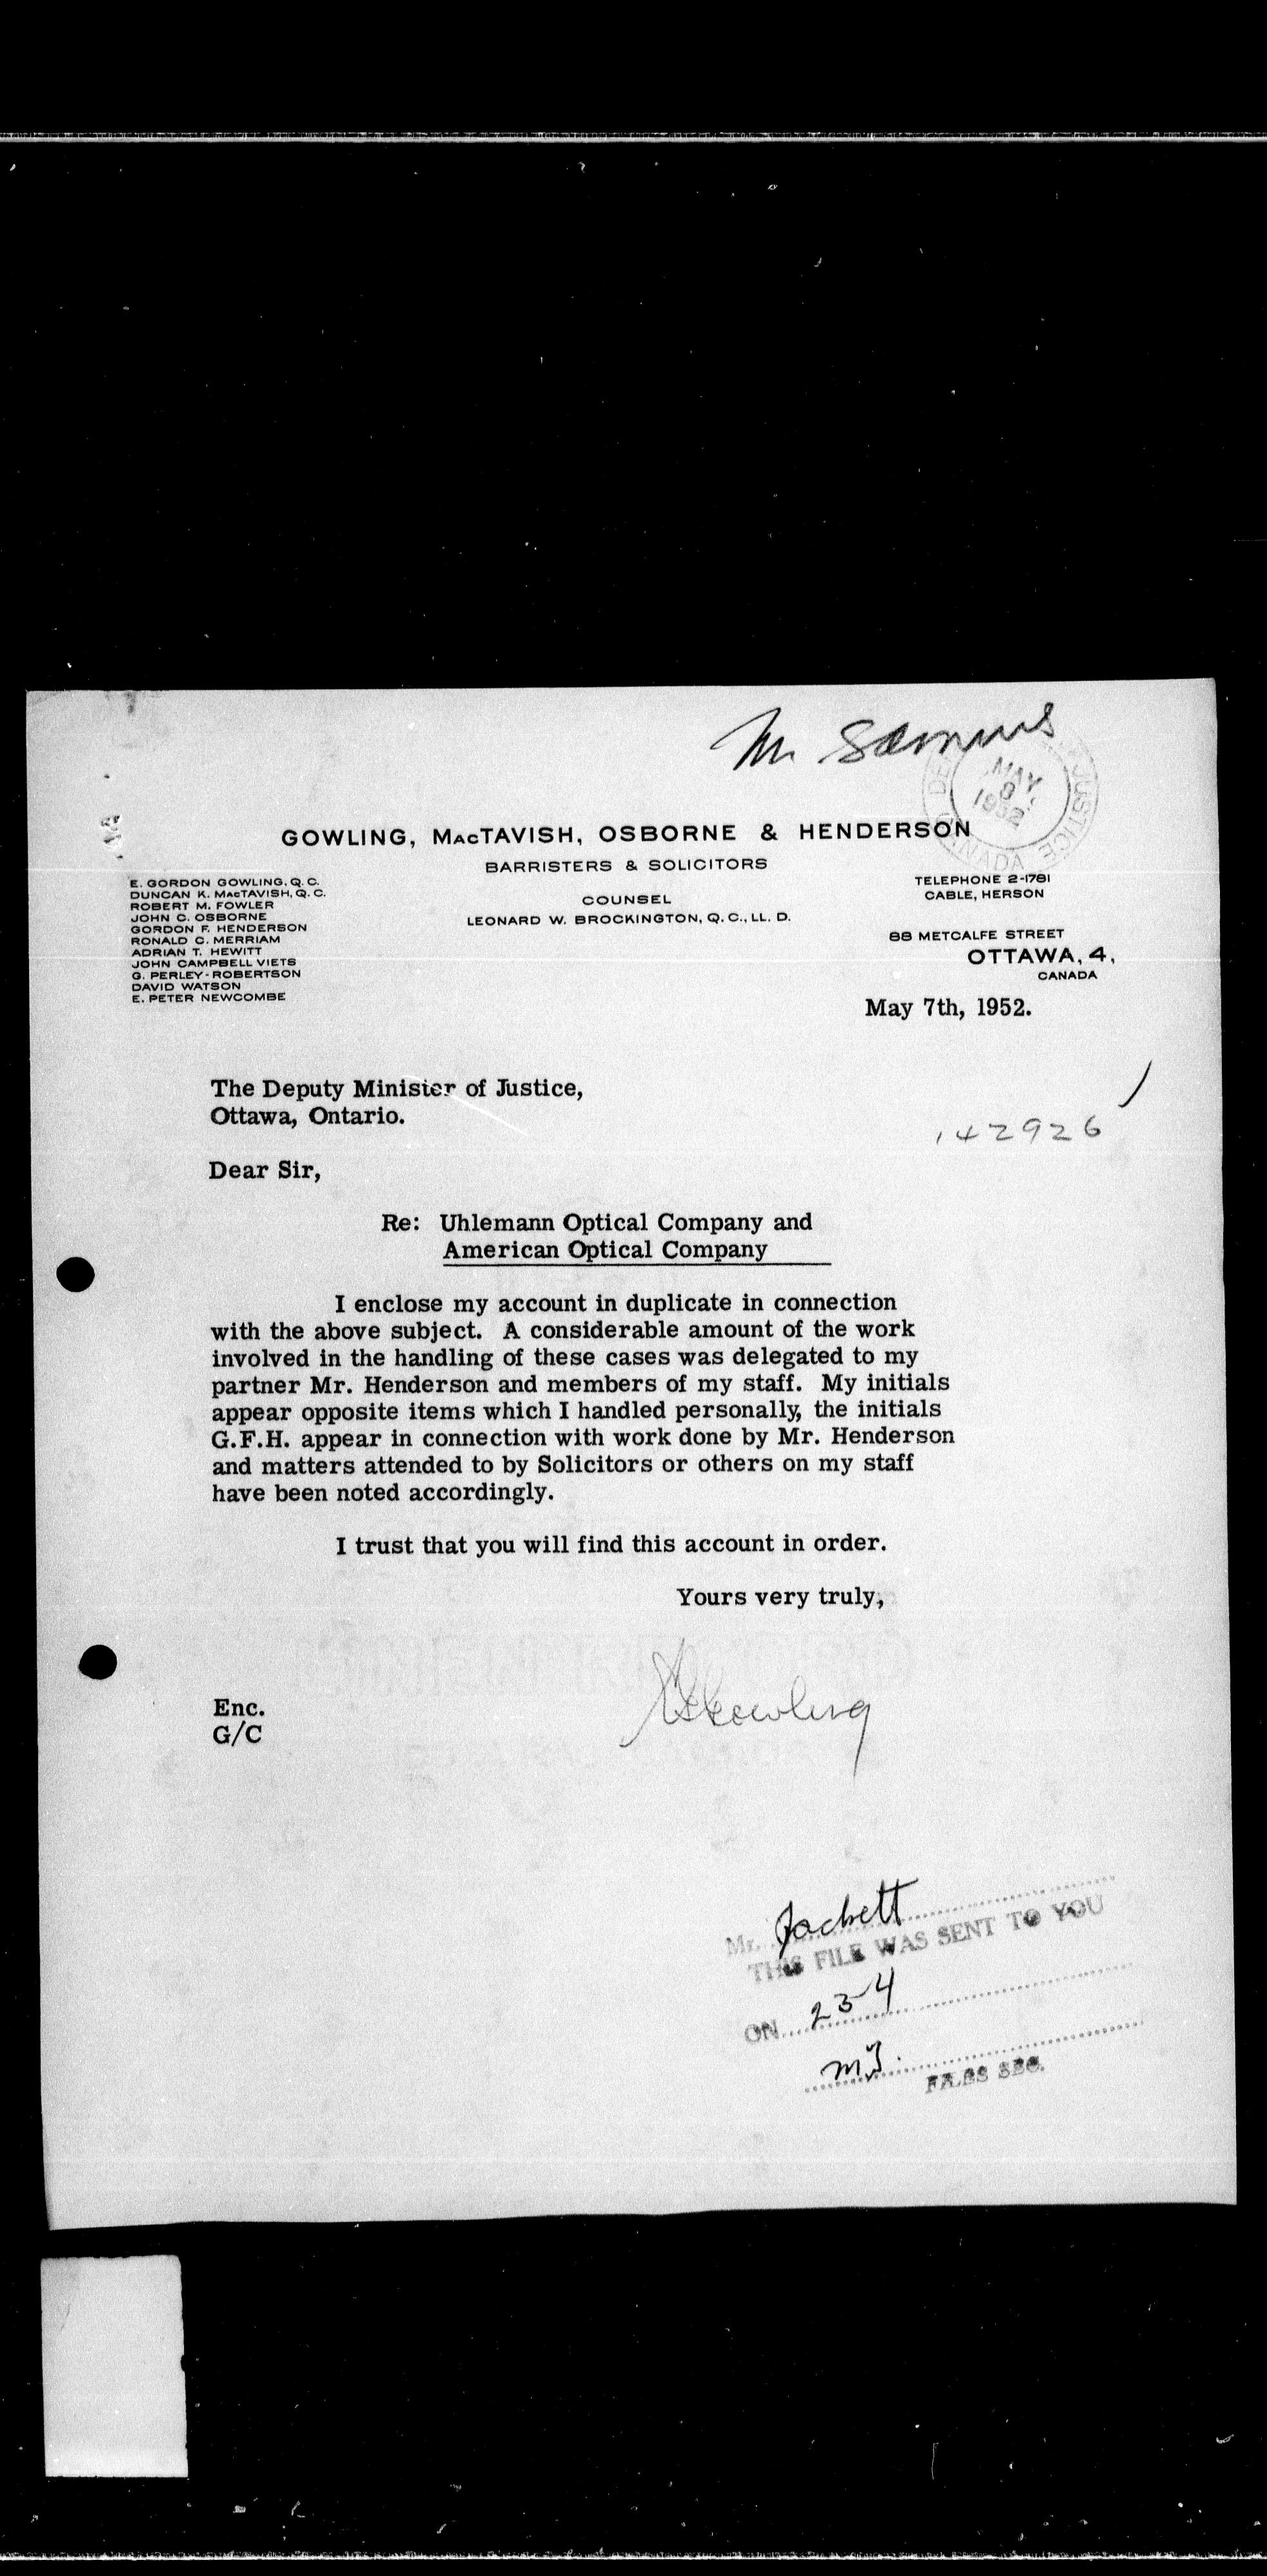 GOWLING, MacTAVISH, OSBORNE & HENDERSON
BARRISTERS & SOLICITORS
COUNSEL
LEONARD W. BROCKINGTON, Q.C., LL.D.
E. GORDON GOWLING, Q.C.
DUNCAN K. MacTAVISH, Q.C.
ROBERT M. FOWLER
JOHN C. OSBORNE
GORDON F. HENDERSON
RONALD C. MERRIAM
ADRIAN T. HEWITT
JOHN CAMPBELL VIETS
G. PERLEY-ROBERTSON
DAVID WATSON
E. PETER NEWCOMBE
MAY
1952
JUSTICE
TELEPHONE 2-1781
CABLE, HERSON
88 METCALFE STREET
OTTAWA, 4,
CANADA
May 7th, 1952.
The Deputy Minister of Justice,
Ottawa, Ontario.
142926
Dear Sir,
Re: Uhlemann Optical Company and
American Optical Company
I enclose my account in duplicate in connection
with the above subject. A considerable amount of the work
involved in the handling of these cases was delegated to my
partner Mr. Henderson and members of my staff. My initials
appear opposite items which I handled personally, the initials
G.F.H. appear in connection with work done by Mr. Henderson
and matters attended to by Solicitors or others on my staff
have been noted accordingly.
I trust that you will find this account in order.
Yours very truly,
Enc.
G/C
Mr. Jackett
THIS FILE WAS SENT TO YOU
ON 23-4